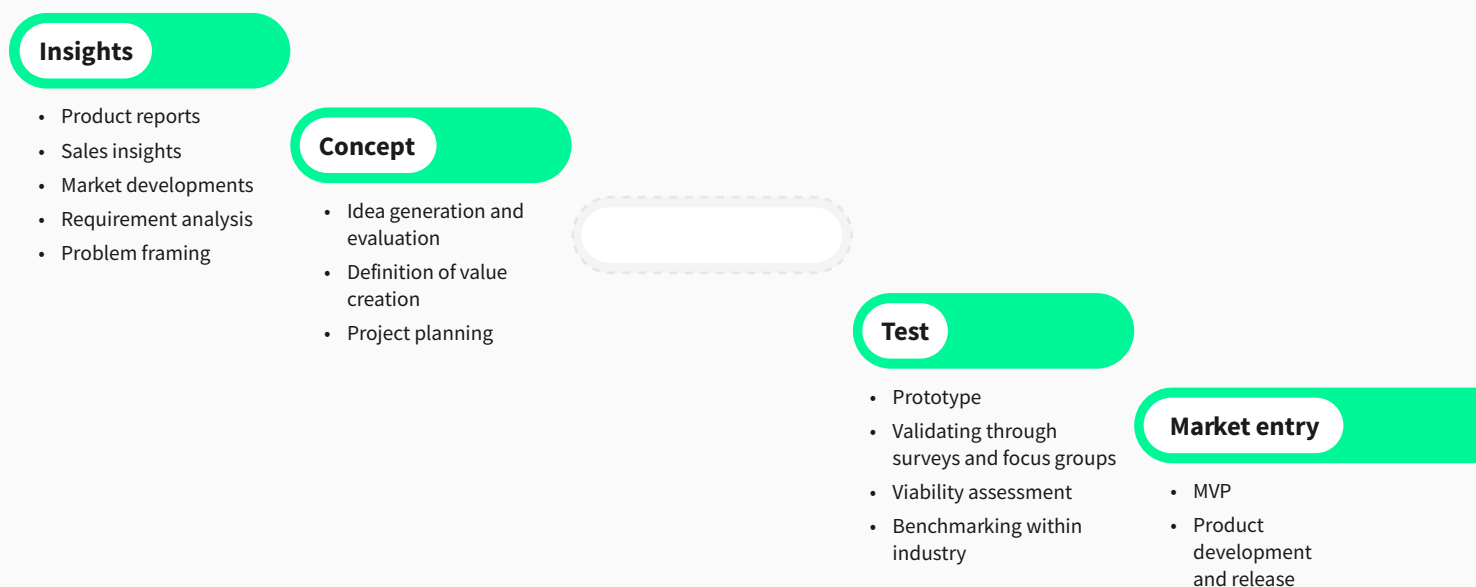 Insights
• Product reports
• Sales insights
• Market developments
• Requirement analysis
• Problem framing
Concept
• Idea generation and
evaluation
• Definition of value
creation
• Project planning
Test
• Prototype
• Validating through
surveys and focus groups
• Viability assessment
• Benchmarking within
industry
Market entry
• MVP
• Product
development
and release